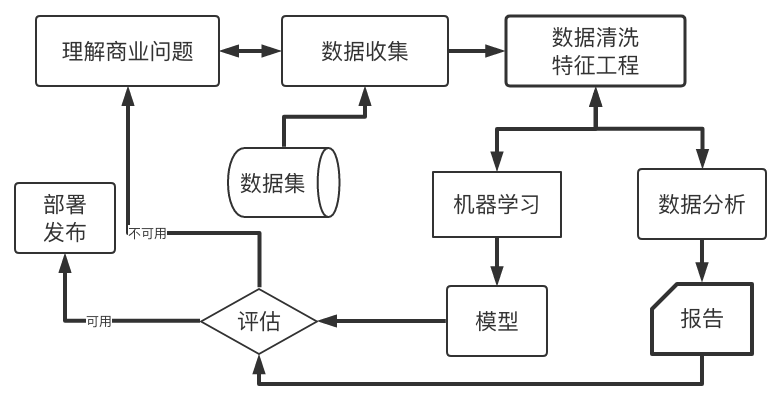 理解商业问题
数据收集
数据清洗
特征工程
数据集
机器学习
数据分析
部署
发布
不可用
可用
评估
模型
报告